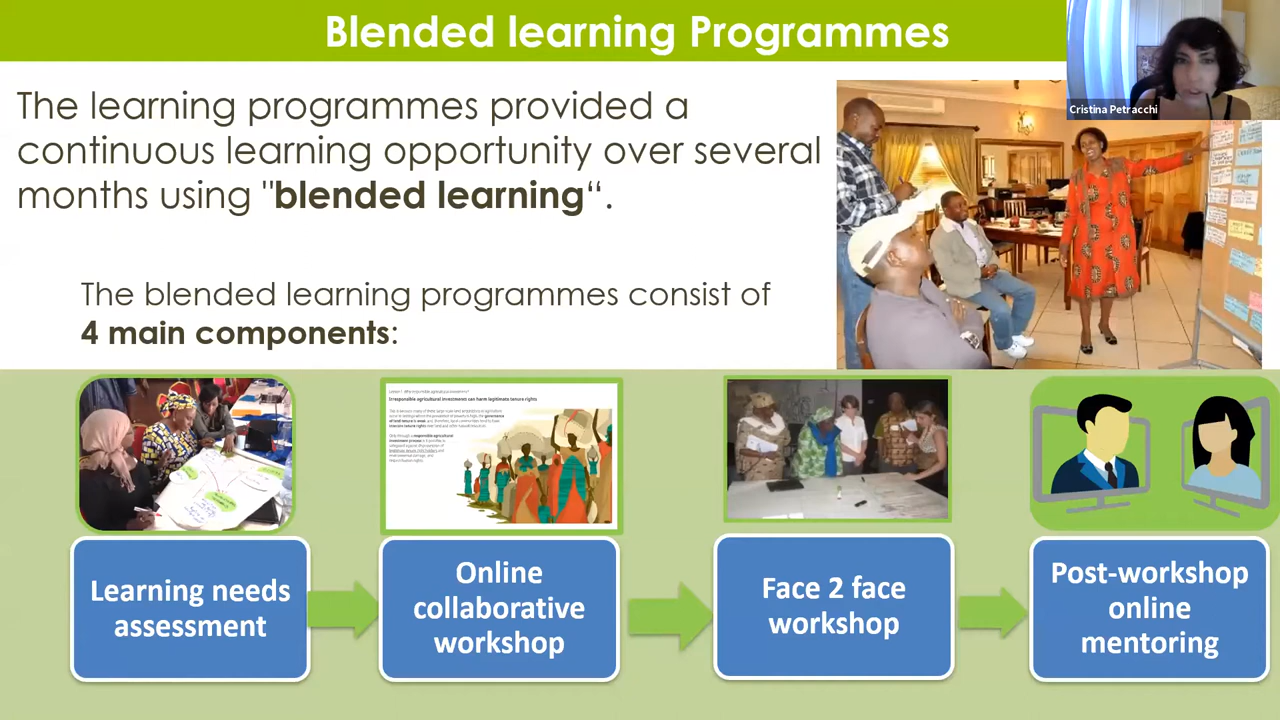 Blended learning Programmes
Cristina Petracchi
The learning programmes provided a
continuous learning opportunity over several
months using "blended learning“.
The blended learning programmes consist of
4 main components:
Irresponsible agricultural investments can harm legitimate tenure rights
Learning needs
assessment
Online
collaborative
workshop
Face 2 face
workshop
Post-workshop
online
mentoring